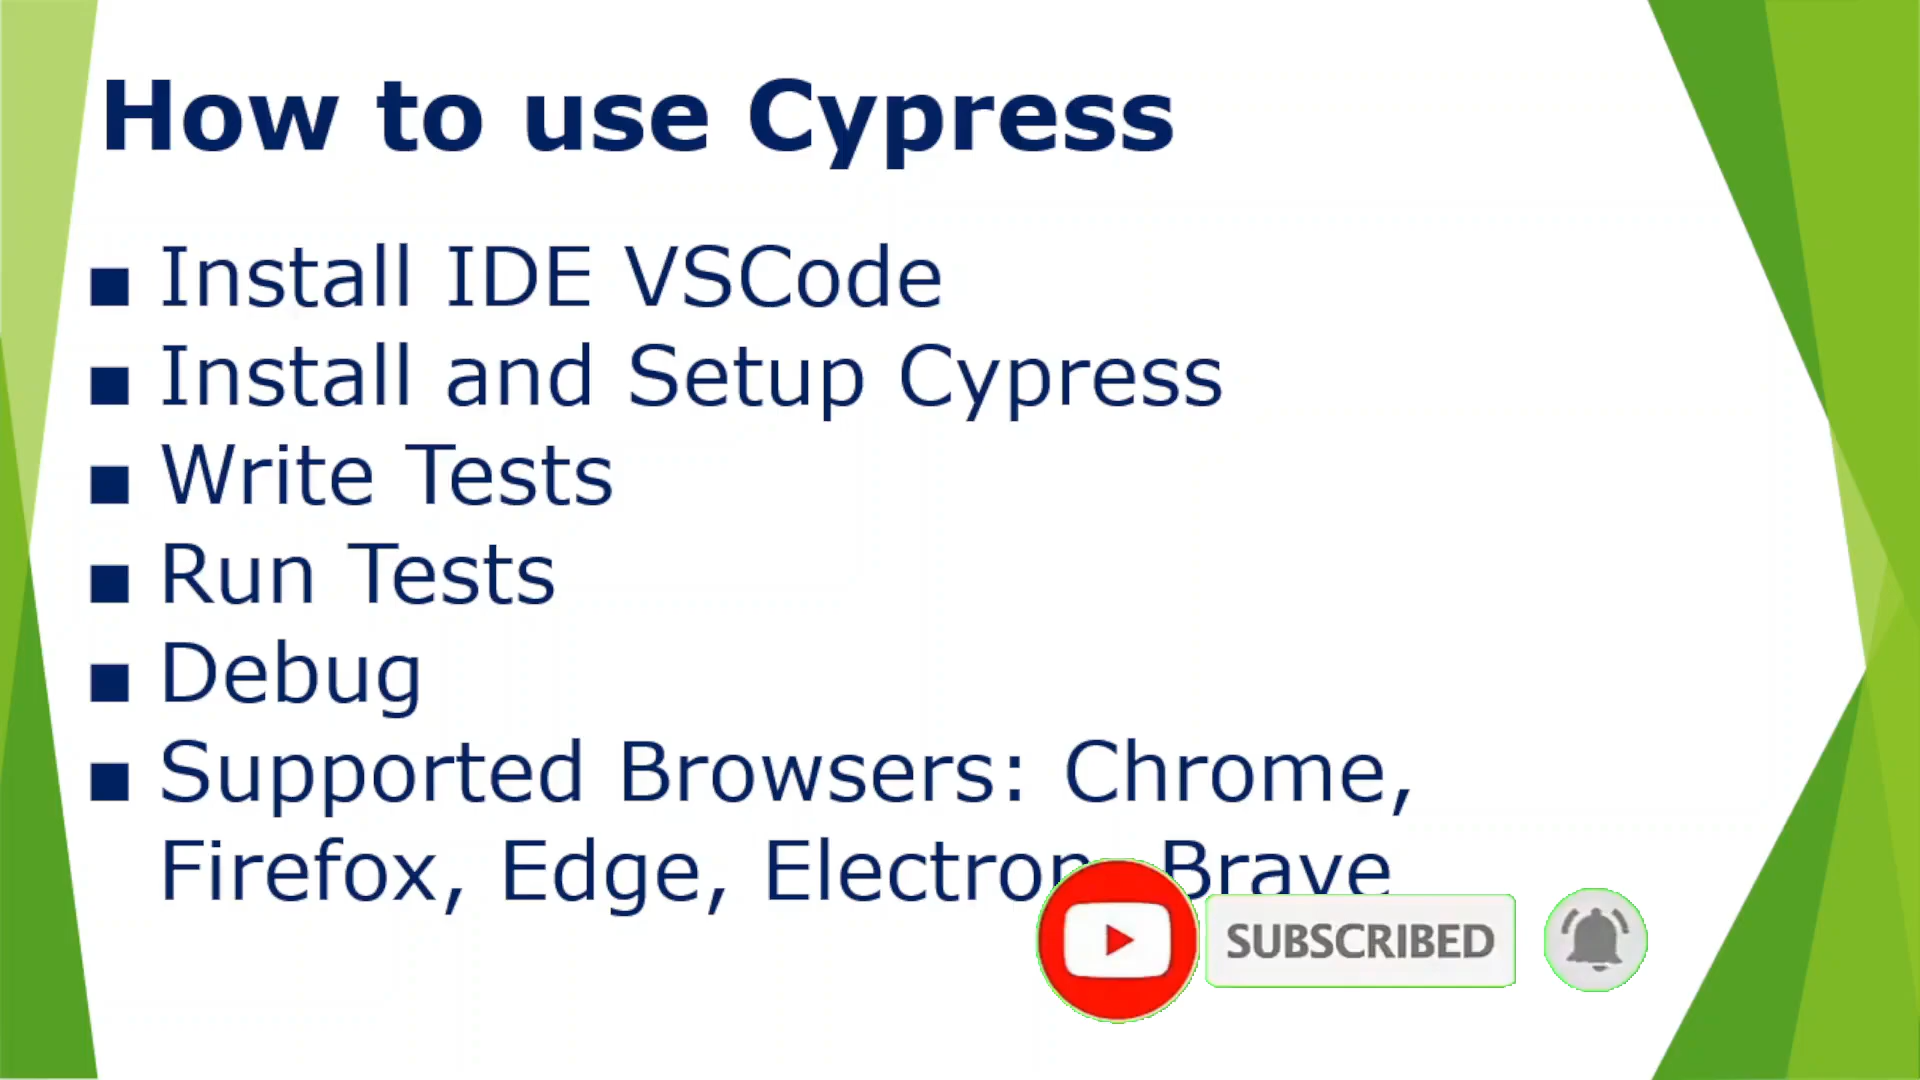 How to use Cypress
■ Install IDE VSCode
■ Install and Setup Cypress
■ Write Tests
■ Run Tests
■ Debug
■ Supported Browsers: Chrome,
Firefox, Edge, Electron, Brave
SUBSCRIBED